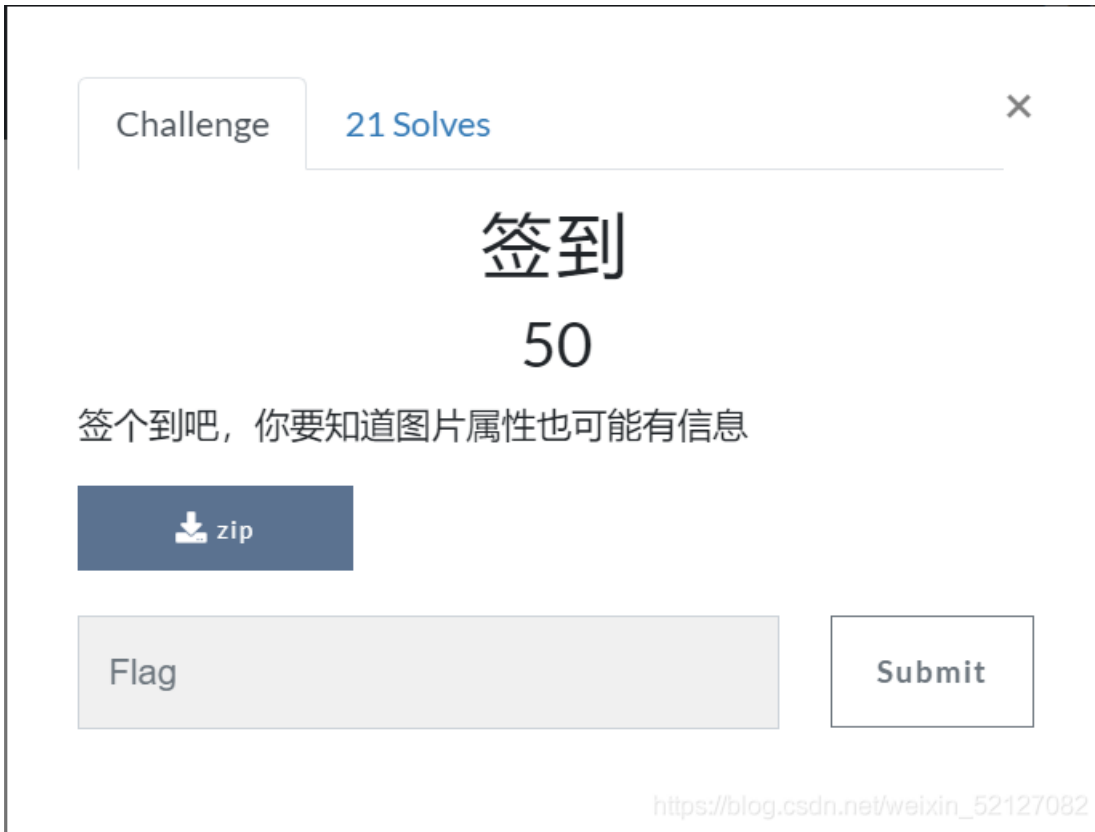 Challenge
21 Solves
×
签到
50
签个到吧，你要知道图片属性也可能有信息
zip
Flag
Submit
https://blog.csdn.net/weixin_52127082